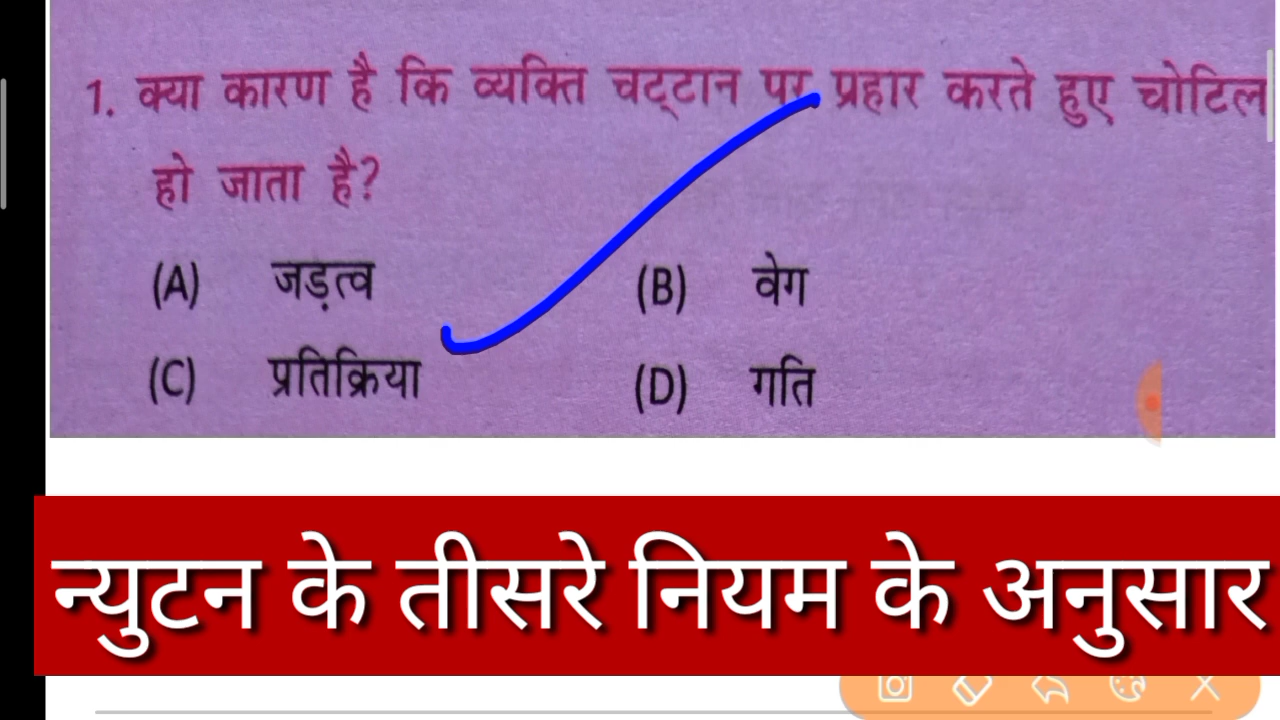 1. क्या कारण है कि व्यक्ति चट्टान पर प्रहार करते हुए चोटिल
हो जाता है?
(A) जड़त्व (B) वेग
(C) प्रतिक्रिया (D) गति
न्युटन के तीसरे नियम के अनुसार